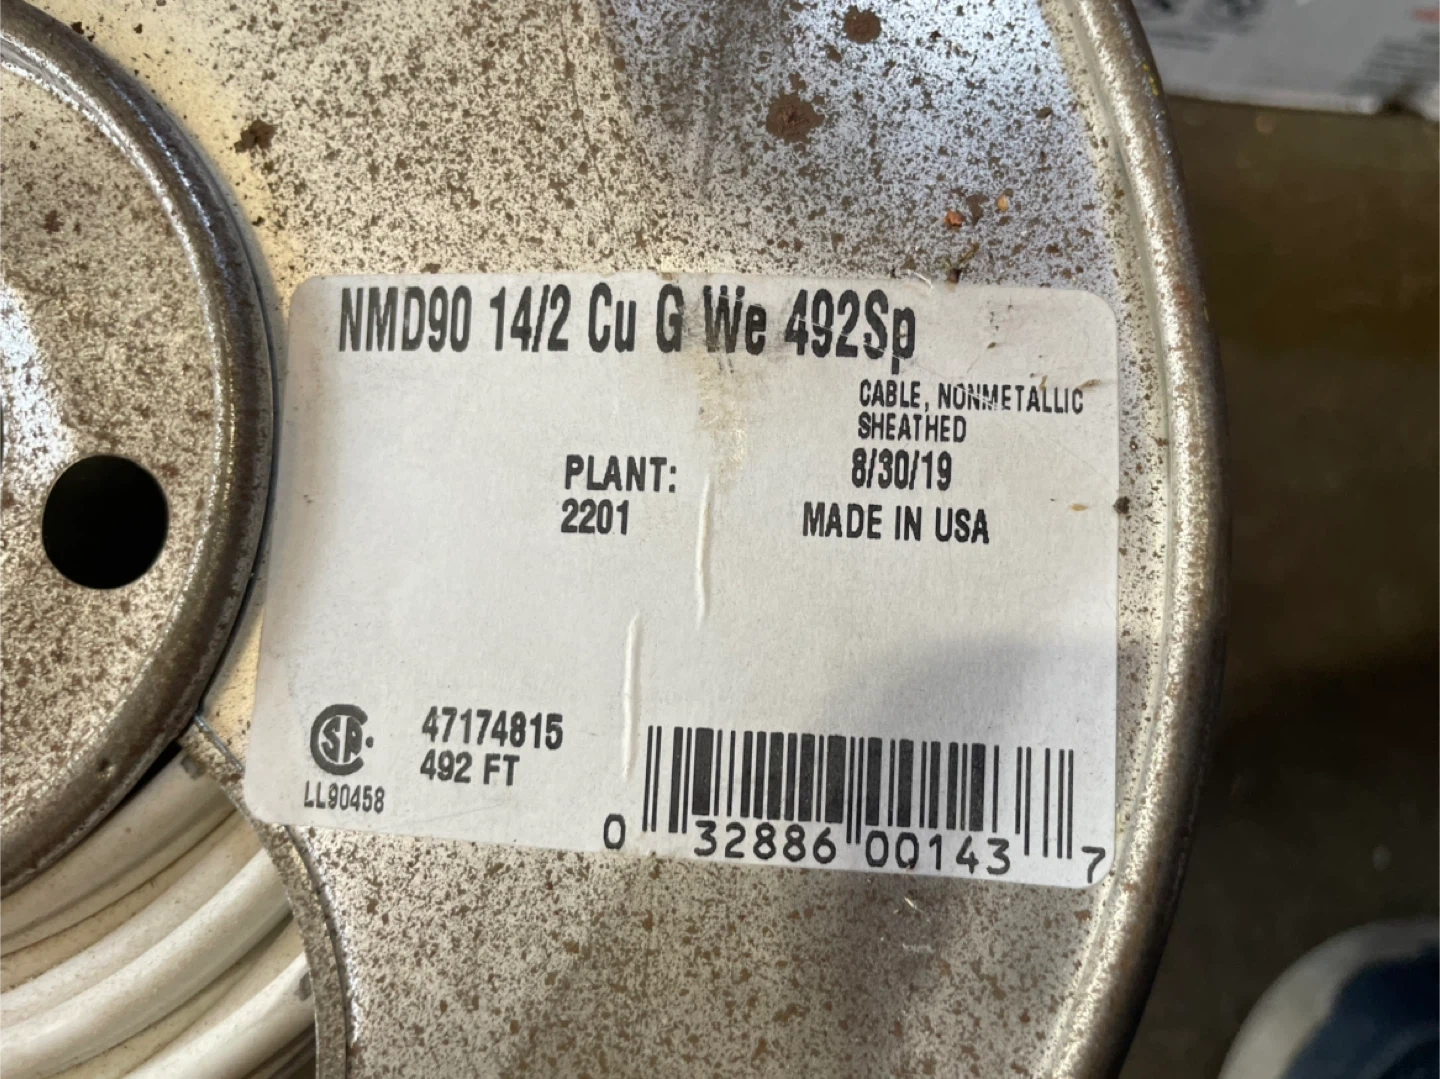 NMD90 14/2 Cu G We 492Sp
CABLE, NONMETALLIC
SHEATHED
PLANT:
8/30/19
2201
MADE IN USA
47174815
492 FT
LL90458
0 32886 00143 7